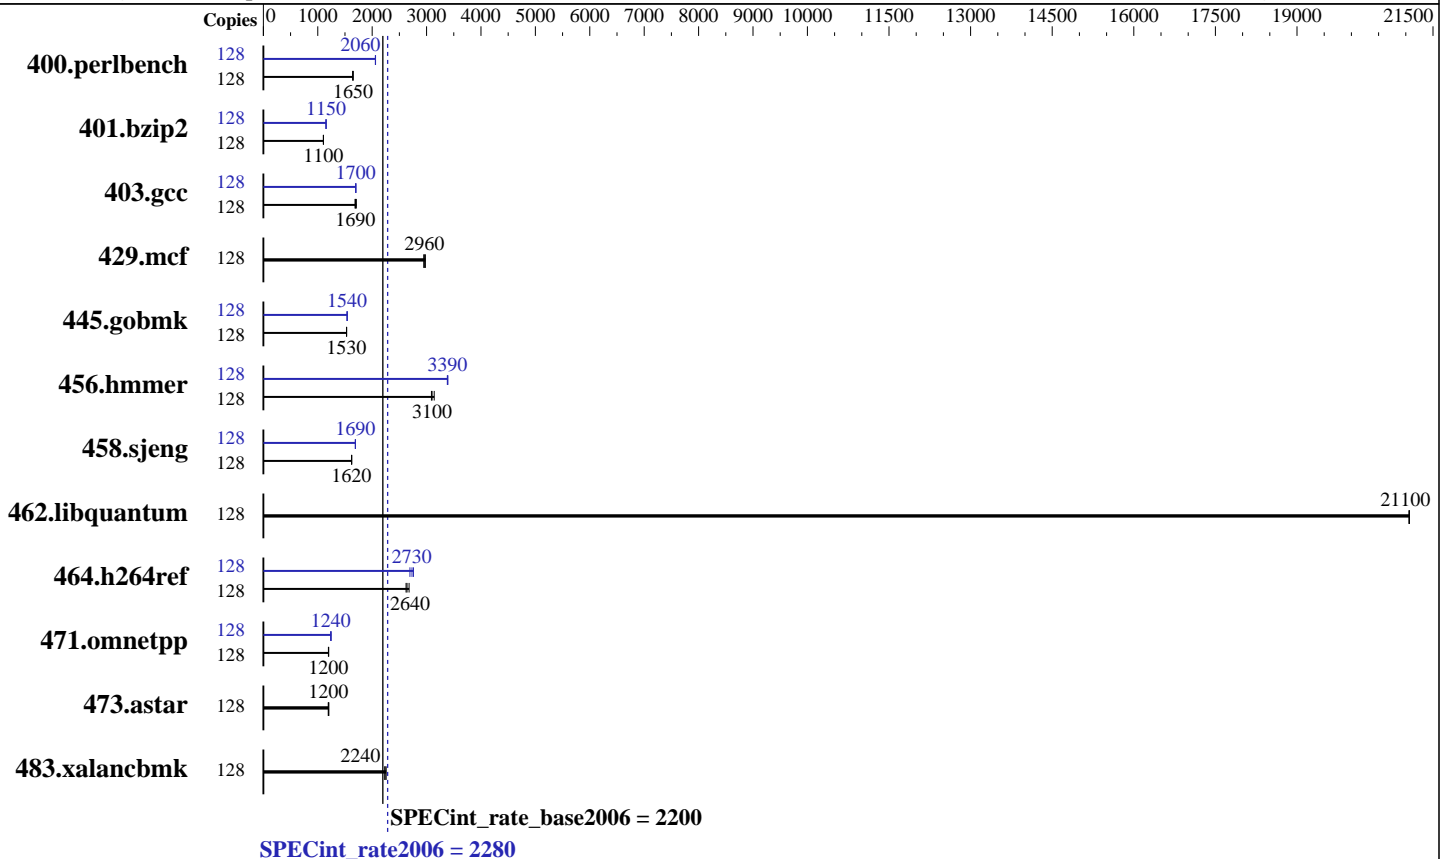 Copies 0 1000 2000 3000 4000 5000 6000 7000 8000 9000 10000 11500 13000 14500 16000 17500 19000 21500
400.perlbench 128 2060
128 1650
401.bzip2 128 1150
128 1100
403.gcc 128 1700
128 1690
429.mcf 128 2960
445.gobmk 128 1540
128 1530
456.hmmer 128 3390
128 3100
458.sjeng 128 1690
128 1620
462.libquantum 128 21100
464.h264ref 128 2730
128 2640
471.omnetpp 128 1240
128 1200
473.astar 128 1200
483.xalancbmk 128 2240
SPECint_rate_base2006 = 2200
SPECint_rate2006 = 2280